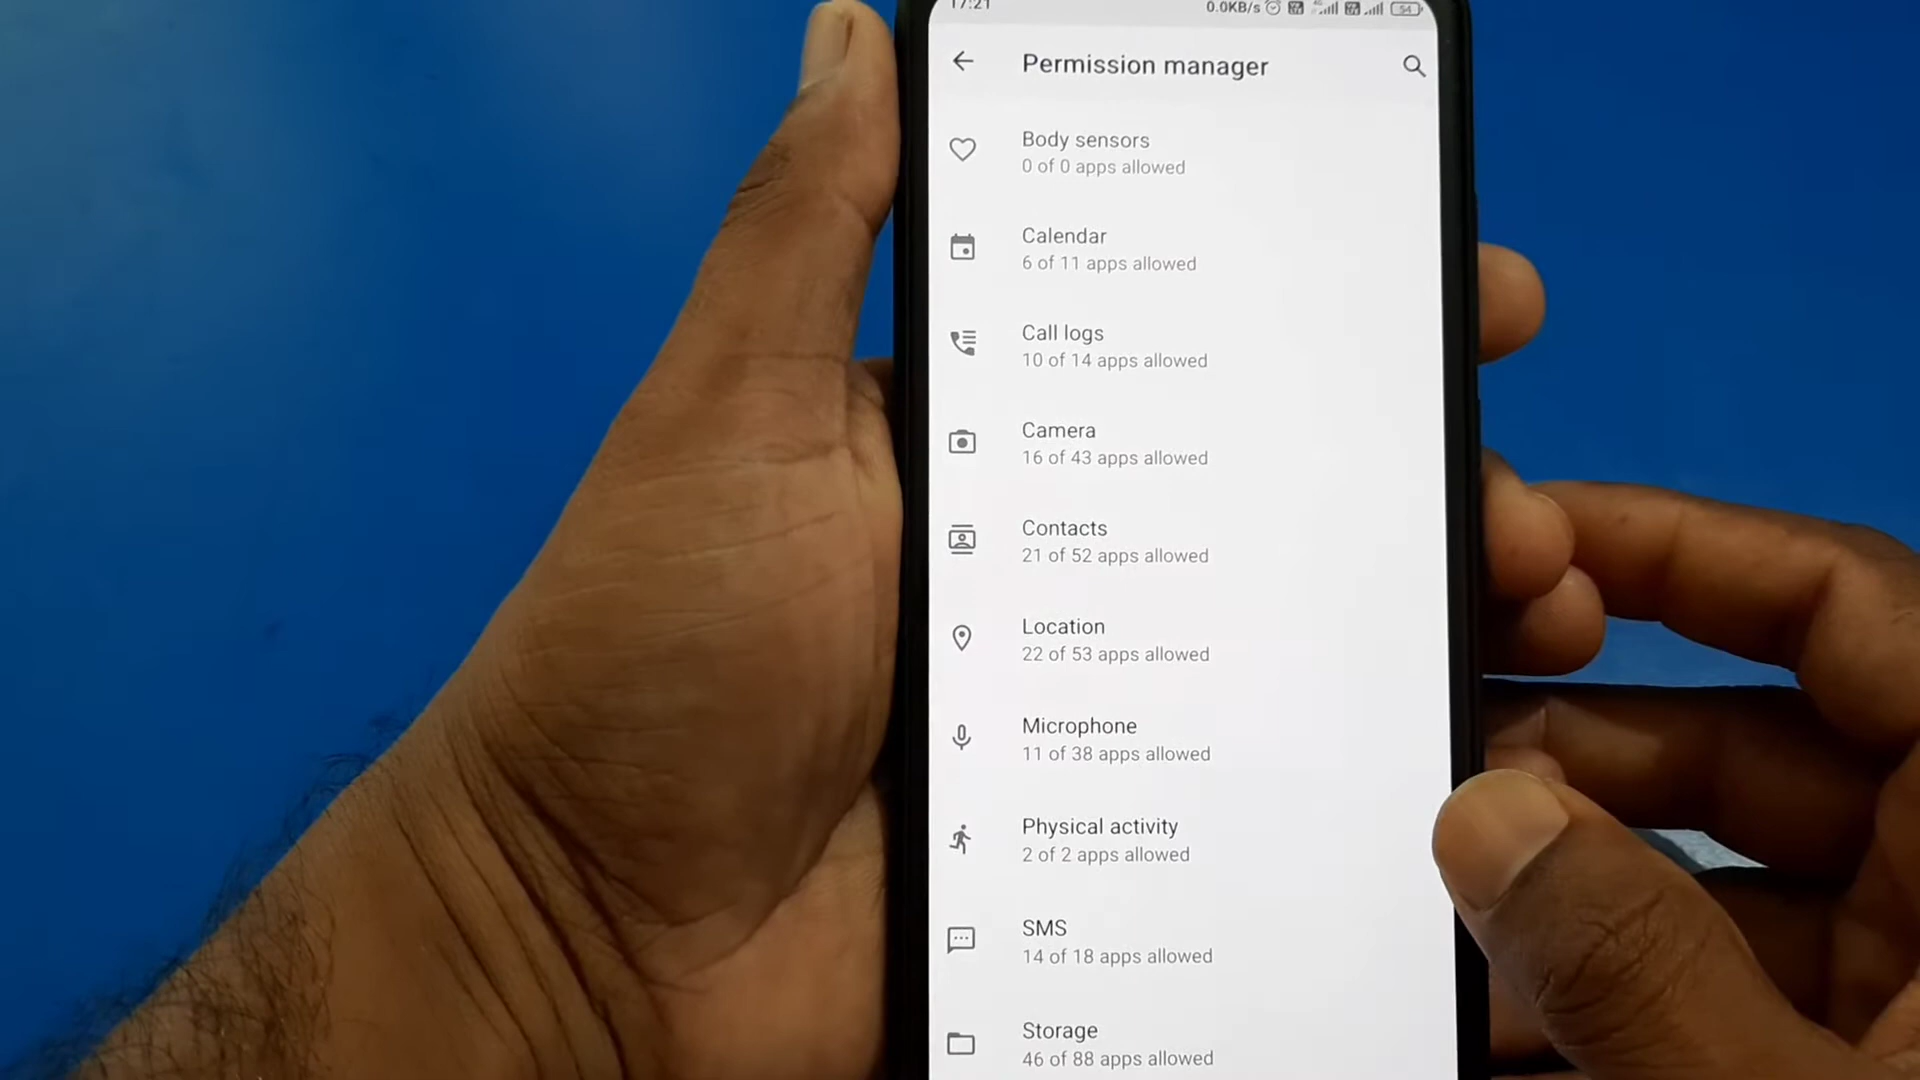 17:21 0.0KB/s 54
Permission manager
Body sensors
0 of 0 apps allowed
Calendar
6 of 11 apps allowed
Call logs
10 of 14 apps allowed
Camera
16 of 43 apps allowed
Contacts
21 of 52 apps allowed
Location
22 of 53 apps allowed
Microphone
11 of 38 apps allowed
Physical activity
2 of 2 apps allowed
SMS
14 of 18 apps allowed
Storage
46 of 88 apps allowed